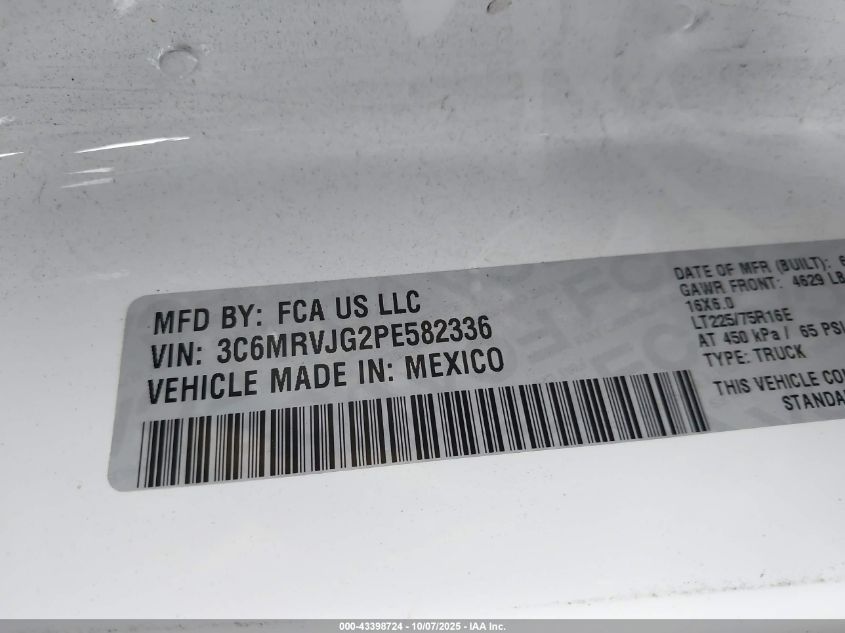 MFD BY: FCA US LLC
VIN: 3C6MRVJG2PE582336
VEHICLE MADE IN: MEXICO
DATE OF MFR (BUILT): 6
GAWR FRONT: 4629 LB
16X6.0
LT225/75R16E
AT 450 kPa / 65 PSI
TYPE: TRUCK
THIS VEHICLE CO
STANDA
000-43398724 - 10/07/2025 - IAA Inc.